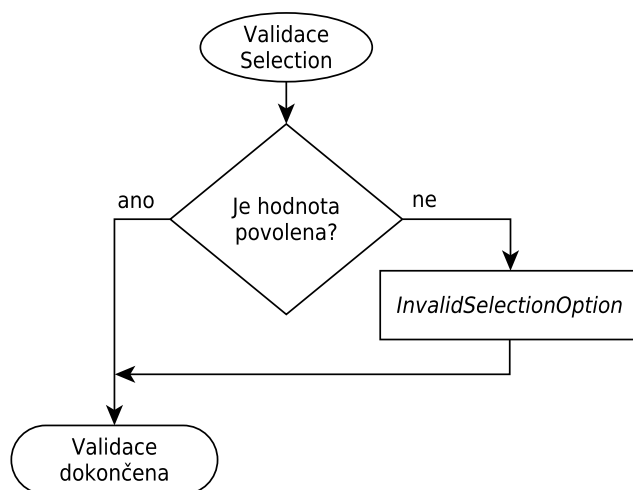 Validace
Selection
Je hodnota
povolena?
ano
ne
InvalidSelectionOption
Validace
dokončena